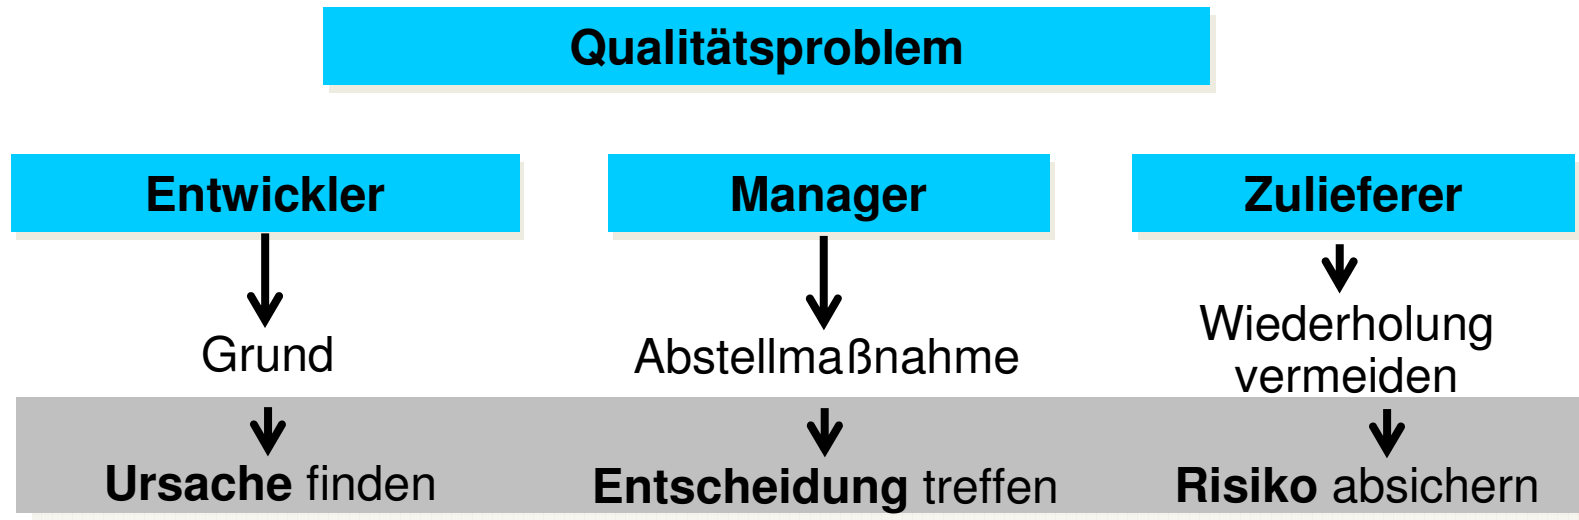 Qualitätsproblem
Entwickler
Manager
Zulieferer
Grund
Abstellmaßnahme
Wiederholung
vermeiden
Ursache finden
Entscheidung treffen
Risiko absichern